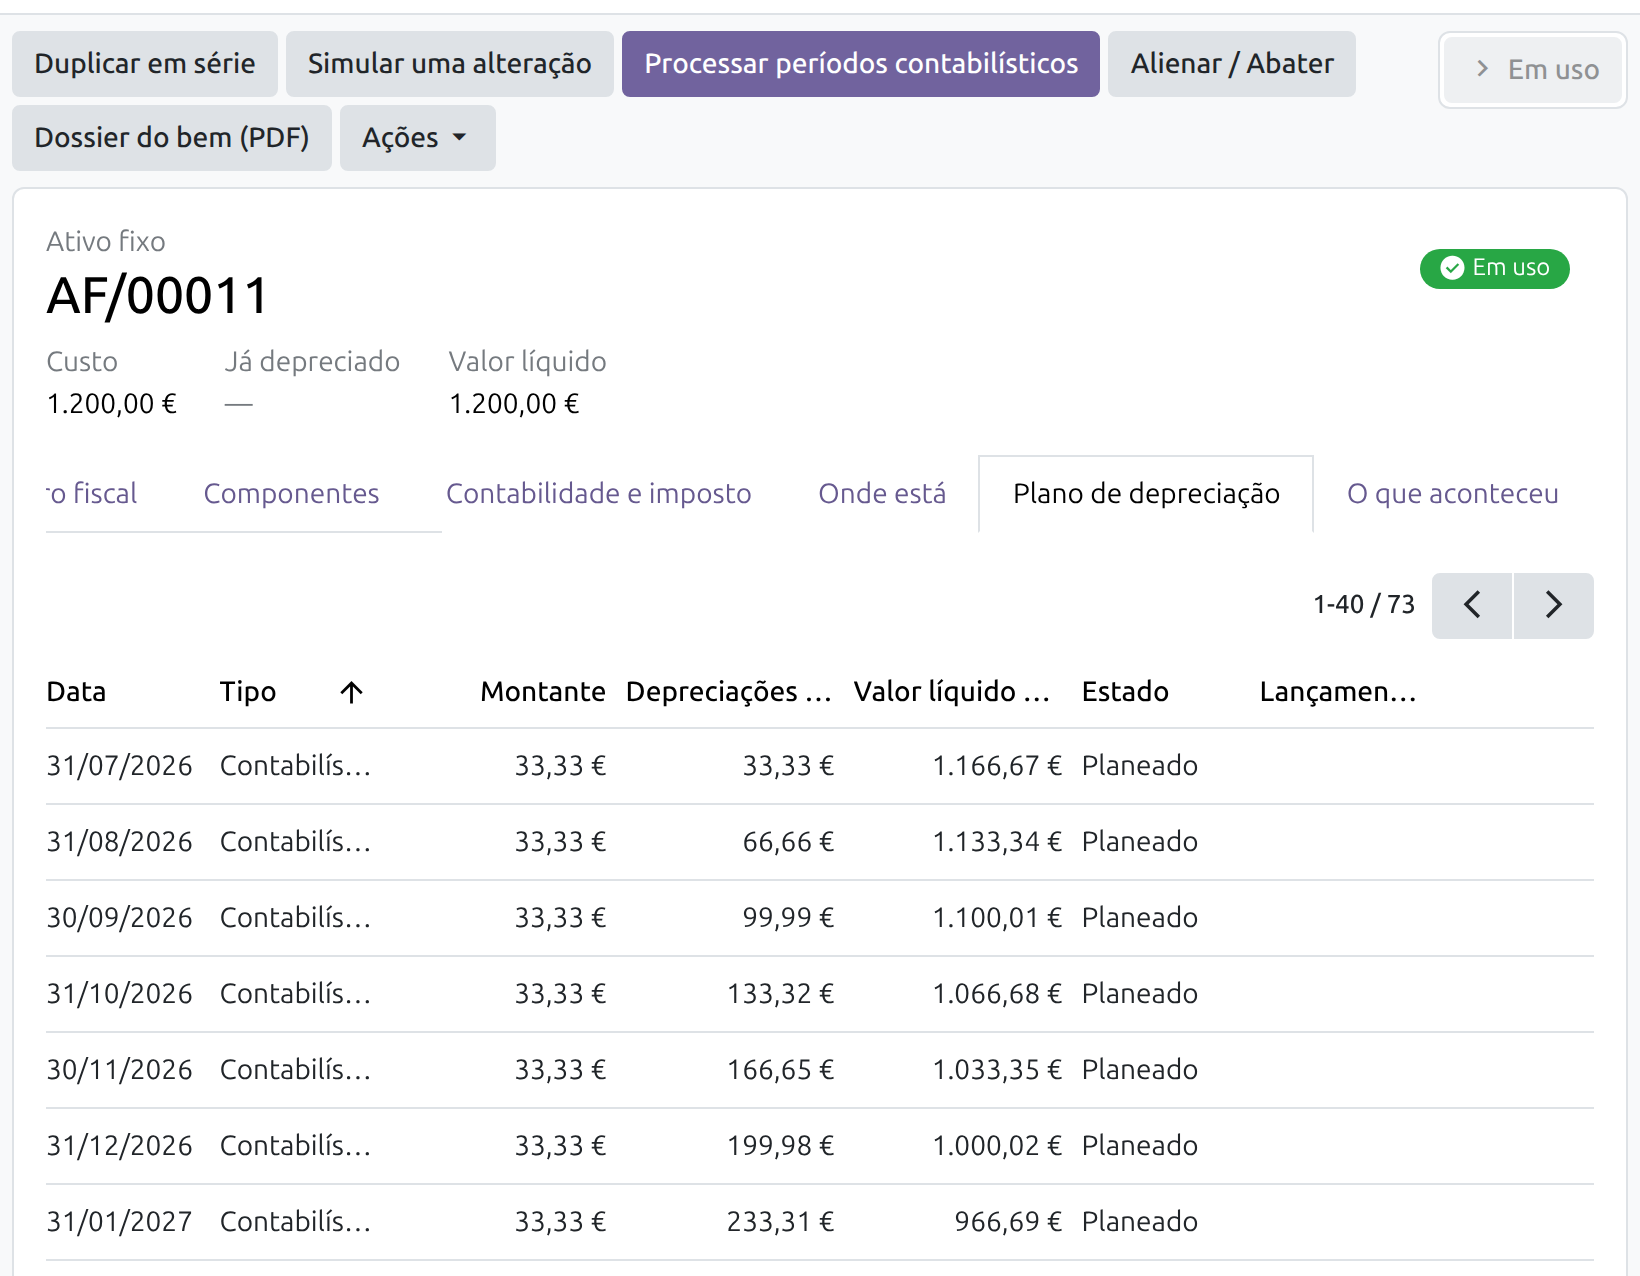 Duplicar em série Simular uma alteração Processar períodos contabilísticos Alienar / Abater Em uso
Dossier do bem (PDF) Ações
Ativo fixo
AF/00011
Em uso
Custo Já depreciado Valor líquido
1.200,00 € — 1.200,00 €
ro fiscal Componentes Contabilidade e imposto Onde está Plano de depreciação O que aconteceu
1-40 / 73
Data Tipo Montante Depreciações ... Valor líquido ... Estado Lançamen...
31/07/2026 Contabilís... 33,33 € 33,33 € 1.166,67 € Planeado
31/08/2026 Contabilís... 33,33 € 66,66 € 1.133,34 € Planeado
30/09/2026 Contabilís... 33,33 € 99,99 € 1.100,01 € Planeado
31/10/2026 Contabilís... 33,33 € 133,32 € 1.066,68 € Planeado
30/11/2026 Contabilís... 33,33 € 166,65 € 1.033,35 € Planeado
31/12/2026 Contabilís... 33,33 € 199,98 € 1.000,02 € Planeado
31/01/2027 Contabilís... 33,33 € 233,31 € 966,69 € Planeado